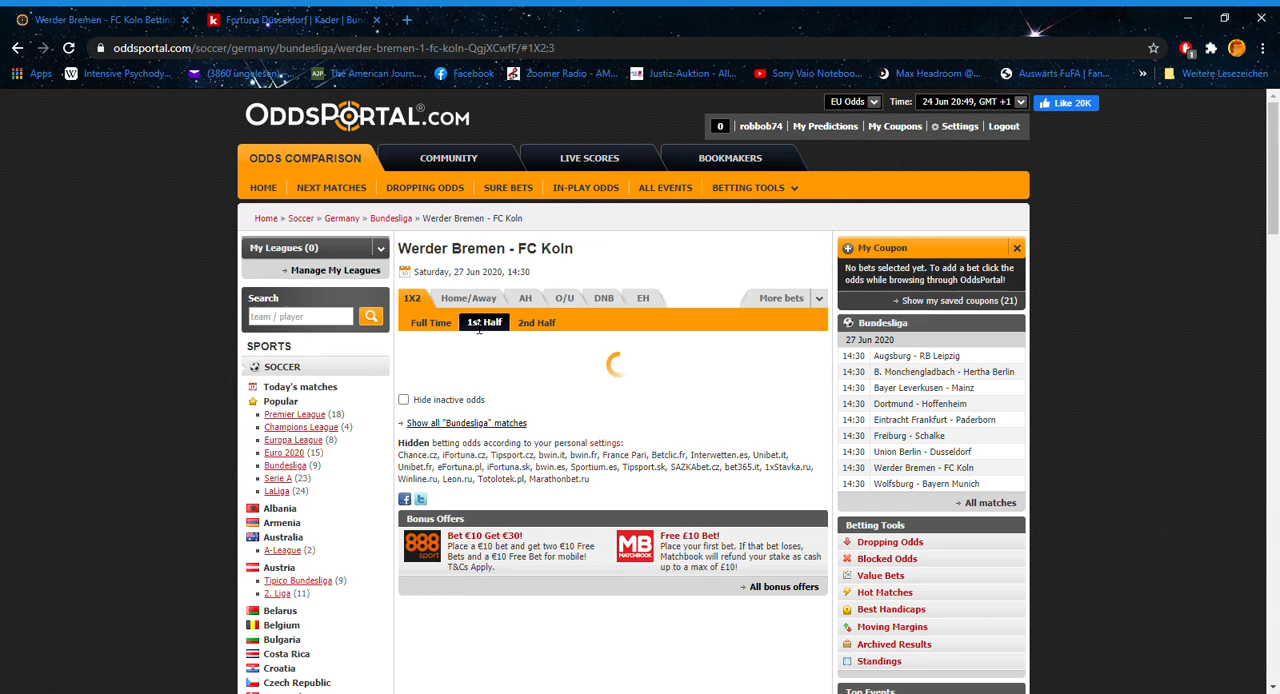 Werder Bremen - FC Koln Betting
Fortuna Düsseldorf | Kader | Bun
oddsportal.com/soccer/germany/bundesliga/werder-bremen-1-fc-koln-QgjXCwfF/#1X2;3
Apps
Intensive Psychody...
(3860 ungelesen)
AJP
The American Journ...
Facebook
Zoomer Radio - AM...
Justiz-Auktion - All...
Sony Vaio Noteboo...
Max Headroom @...
Auswärts FuFA | Fan...
»
Weitere Lesezeichen
ODDSPORTAL®.COM
EU Odds
Time:
24 Jun 20:49, GMT +1
Like 20K
0 | robbob74 | My Predictions | My Coupons | Settings | Logout
ODDS COMPARISON
COMMUNITY
LIVE SCORES
BOOKMAKERS
HOME
NEXT MATCHES
DROPPING ODDS
SURE BETS
IN-PLAY ODDS
ALL EVENTS
BETTING TOOLS
Home » Soccer » Germany » Bundesliga » Werder Bremen - FC Koln
My Leagues (0)
Manage My Leagues
Search
team / player
SPORTS
SOCCER
Today's matches
Popular
Premier League (18)
Champions League (4)
Europa League (8)
Euro 2020 (15)
Bundesliga (9)
Serie A (23)
LaLiga (24)
Albania
Armenia
Australia
A-League (2)
Austria
Tipico Bundesliga (9)
2. Liga (11)
Belarus
Belgium
Bulgaria
Costa Rica
Croatia
Czech Republic
Werder Bremen - FC Koln
Saturday, 27 Jun 2020, 14:30
1X2
Home/Away
AH
O/U
DNB
EH
More bets
Full Time
1st Half
2nd Half
Hide inactive odds
Show all "Bundesliga" matches
Hidden betting odds according to your personal settings:
Chance.cz, iFortuna.cz, Tipsport.cz, bwin.it, bwin.fr, France Pari, Betclic.fr, Interwetten.es, Unibet.it,
Unibet.fr, eFortuna.pl, iFortuna.sk, bwin.es, Sportium.es, Tipsport.sk, SAZKAbet.cz, bet365.it, 1xStavka.ru,
Winline.ru, Leon.ru, Totolotek.pl, Marathonbet.ru
Bonus Offers
888
sport
Bet €10 Get €30!
Place a €10 bet and get two €10 Free
Bets and a €10 Free Bet for mobile!
T&Cs Apply.
MB
MATCHBOOK
Free £10 Bet!
Place your first bet. If that bet loses,
Matchbook will refund your stake as cash
up to a max of £10!
All bonus offers
My Coupon
No bets selected yet. To add a bet click the
odds while browsing through OddsPortal!
Show my saved coupons (21)
Bundesliga
27 Jun 2020
14:30 Augsburg - RB Leipzig
14:30 B. Monchengladbach - Hertha Berlin
14:30 Bayer Leverkusen - Mainz
14:30 Dortmund - Hoffenheim
14:30 Eintracht Frankfurt - Paderborn
14:30 Freiburg - Schalke
14:30 Union Berlin - Dusseldorf
14:30 Werder Bremen - FC Koln
14:30 Wolfsburg - Bayern Munich
All matches
Betting Tools
Dropping Odds
Blocked Odds
Value Bets
Hot Matches
Best Handicaps
Moving Margins
Archived Results
Standings
Top Events